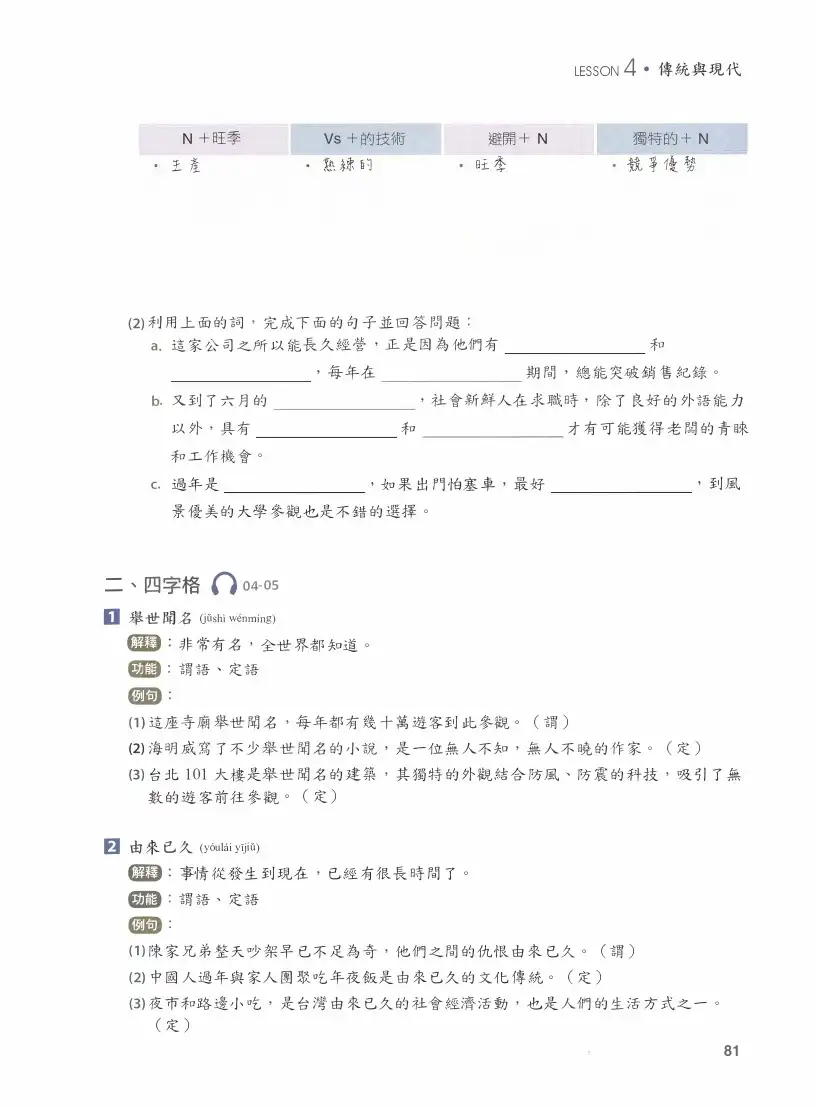 LESSON 4 • 傳統與現代
N＋旺季 Vs＋的技術 避開＋N 獨特的＋N
• 生產 • 熟練的 • 旺季 • 競爭優勢
(2)利用上面的詞，完成下面的句子並回答問題：
a. 這家公司之所以能長久經營，正是因為他們有 ________ 和
________，每年在 ________ 期間，總能突破銷售紀錄。
b. 又到了六月的 ________，社會新鮮人在求職時，除了良好的外語能力
以外，具有 ________ 和 ________ 才有可能獲得老闆的青睞
和工作機會。
c. 過年是 ________，如果出門怕塞車，最好 ________，到風
景優美的大學參觀也是不錯的選擇。
二、四字格 04-05
1 舉世聞名 (jǔshì wénmíng)
解釋：非常有名，全世界都知道。
功能：謂語、定語
例句：
(1)這座寺廟舉世聞名，每年都有幾十萬遊客到此參觀。（謂）
(2)海明威寫了不少舉世聞名的小說，是一位無人不知，無人不曉的作家。（定）
(3)台北 101 大樓是舉世聞名的建築，其獨特的外觀結合防風、防震的科技，吸引了無
數的遊客前往參觀。（定）
2 由來已久 (yóulái yǐjiǔ)
解釋：事情從發生到現在，已經有很長時間了。
功能：謂語、定語
例句：
(1)陳家兄弟整天吵架早已不足為奇，他們之間的仇恨由來已久。（謂）
(2)中國人過年與家人團聚吃年夜飯是由來已久的文化傳統。（定）
(3)夜市和路邊小吃，是台灣由來已久的社會經濟活動，也是人們的生活方式之一。
（定）
81